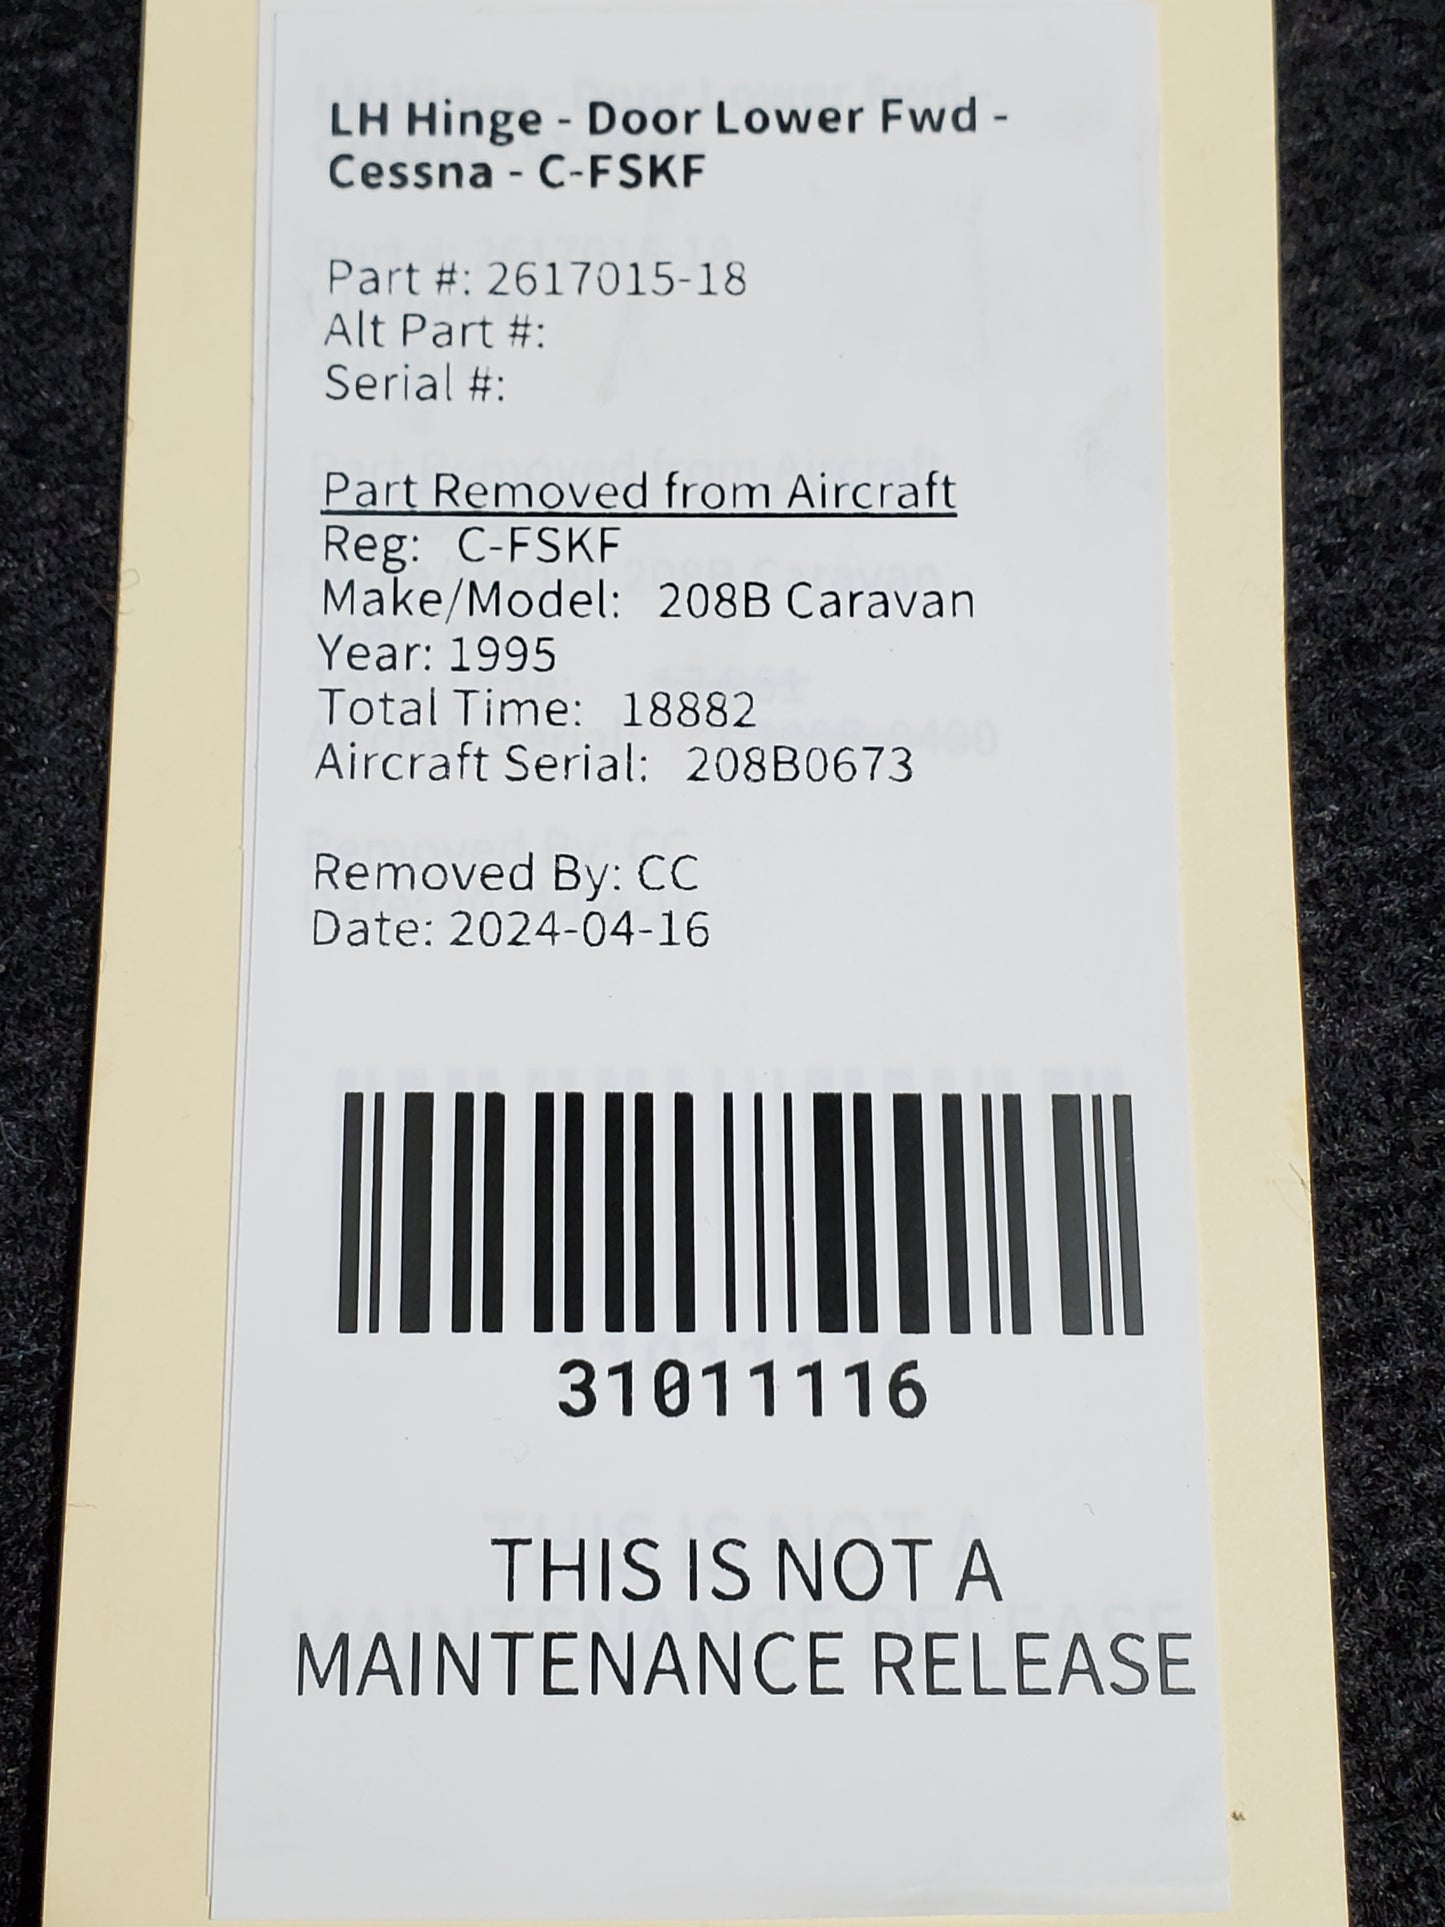 LH Hinge - Door Lower Fwd -
Cessna - C-FSKF
Part #: 2617015-18
Alt Part #:
Serial #:
Part Removed from Aircraft
Reg: C-FSKF
Make/Model: 208B Caravan
Year: 1995
Total Time: 18882
Aircraft Serial: 208B0673
Removed By: CC
Date: 2024-04-16
31011116
THIS IS NOT A
MAINTENANCE RELEASE